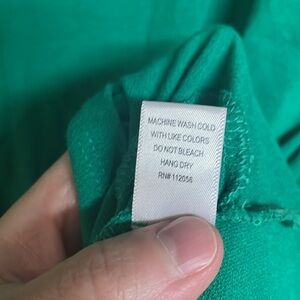 MACHINE WASH COLD
WITH LIKE COLORS
DO NOT BLEACH
HANG DRY
RN# 112056